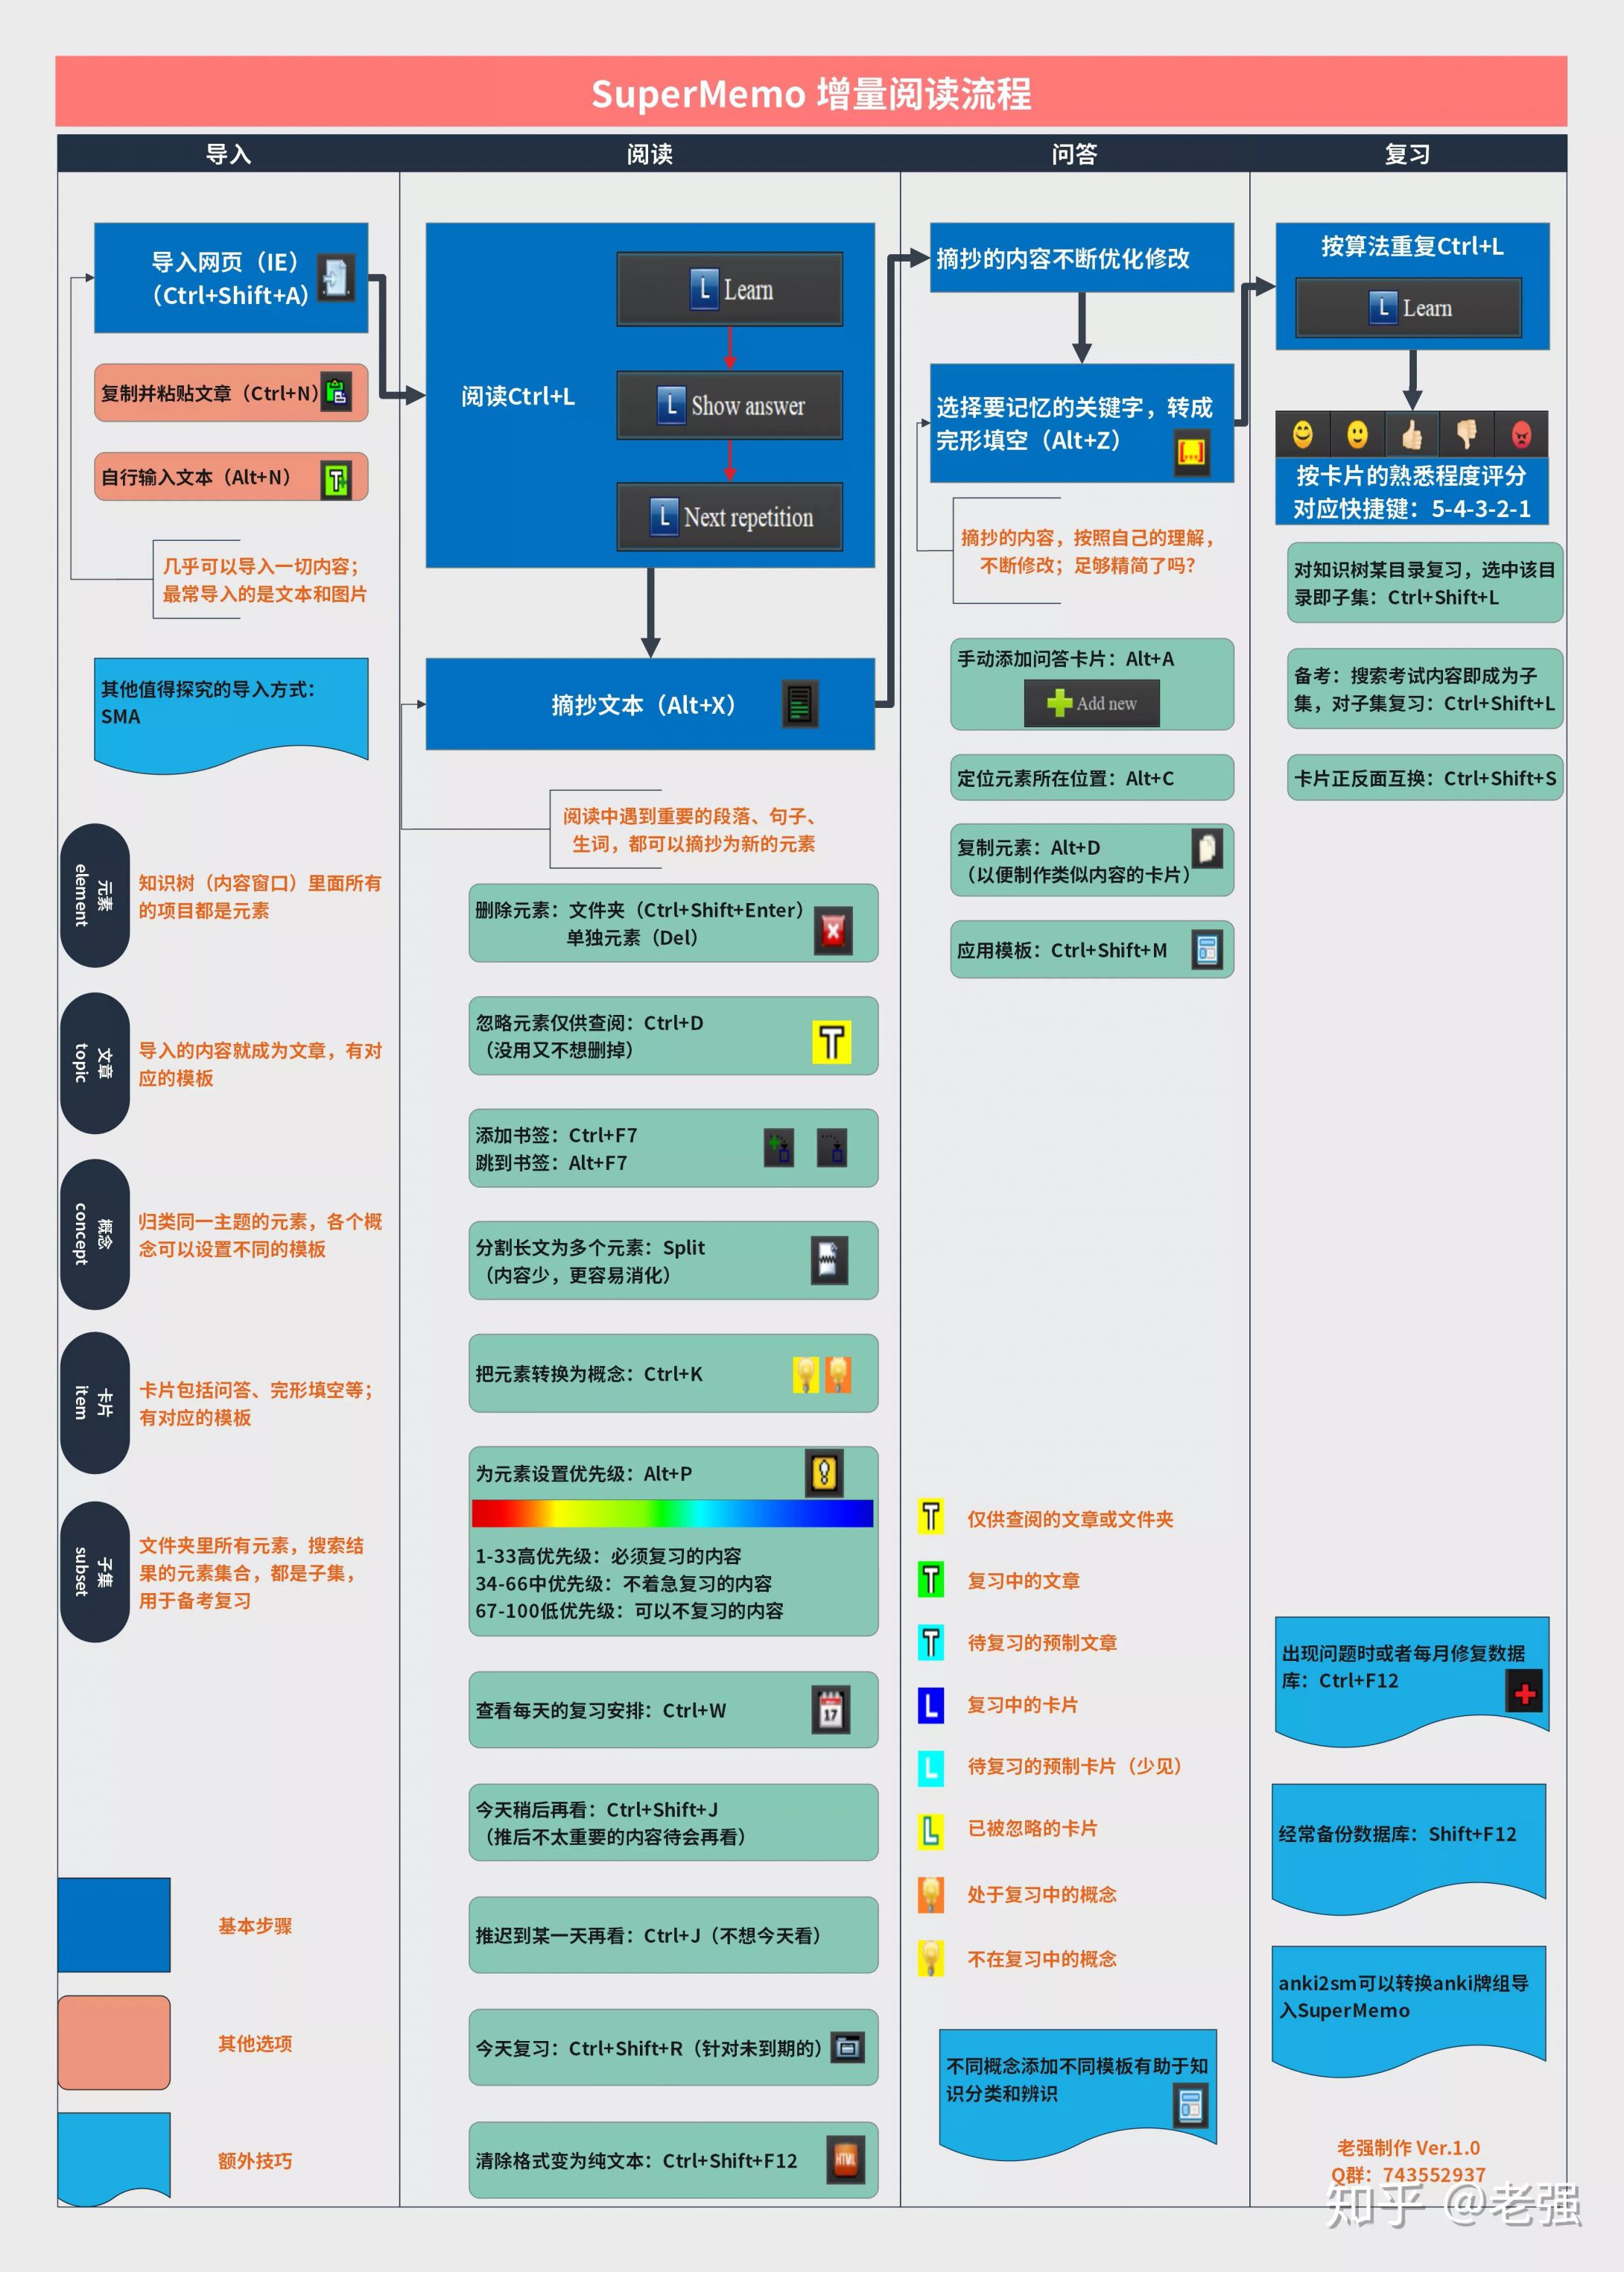 SuperMemo 增量阅读流程
导入
阅读
问答
复习
导入网页（IE）
（Ctrl+Shift+A）
复制并粘贴文章（Ctrl+N）
自行输入文本（Alt+N）
T
几乎可以导入一切内容；
最常导入的是文本和图片
其他值得探究的导入方式：
SMA
元素
element
知识树（内容窗口）里面所有
的项目都是元素
文章
topic
导入的内容就成为文章，有对
应的模板
概念
concept
归类同一主题的元素，各个概
念可以设置不同的模板
卡片
item
卡片包括问答、完形填空等；
有对应的模板
子集
subset
文件夹里所有元素，搜索结
果的元素集合，都是子集，
用于备考复习
基本步骤
其他选项
额外技巧
阅读Ctrl+L
L Learn
L Show answer
L Next repetition
摘抄文本（Alt+X）
阅读中遇到重要的段落、句子、
生词，都可以摘抄为新的元素
删除元素：文件夹（Ctrl+Shift+Enter）
单独元素（Del）
忽略元素仅供查阅：Ctrl+D
（没用又不想删掉）
T
添加书签：Ctrl+F7
跳到书签：Alt+F7
分割长文为多个元素：Split
（内容少，更容易消化）
把元素转换为概念：Ctrl+K
为元素设置优先级：Alt+P
1-33高优先级：必须复习的内容
34-66中优先级：不着急复习的内容
67-100低优先级：可以不复习的内容
查看每天的复习安排：Ctrl+W
17
今天稍后再看：Ctrl+Shift+J
（推后不太重要的内容待会再看）
推迟到某一天再看：Ctrl+J（不想今天看）
今天复习：Ctrl+Shift+R（针对未到期的）
清除格式变为纯文本：Ctrl+Shift+F12
HTML
摘抄的内容不断优化修改
选择要记忆的关键字，转成
完形填空（Alt+Z）
[...]
摘抄的内容，按照自己的理解，
不断修改；足够精简了吗？
手动添加问答卡片：Alt+A
Add new
定位元素所在位置：Alt+C
复制元素：Alt+D
（以便制作类似内容的卡片）
应用模板：Ctrl+Shift+M
T 仅供查阅的文章或文件夹
T 复习中的文章
T 待复习的预制文章
L 复习中的卡片
L 待复习的预制卡片（少见）
L 已被忽略的卡片
处于复习中的概念
不在复习中的概念
不同概念添加不同模板有助于知
识分类和辨识
按算法重复Ctrl+L
L Learn
按卡片的熟悉程度评分
对应快捷键：5-4-3-2-1
对知识树某目录复习，选中该目
录即子集：Ctrl+Shift+L
备考：搜索考试内容即成为子
集，对子集复习：Ctrl+Shift+L
卡片正反面互换：Ctrl+Shift+S
出现问题时或者每月修复数据
库：Ctrl+F12
经常备份数据库：Shift+F12
anki2sm可以转换anki牌组导
入SuperMemo
老强制作 Ver.1.0
Q群：743552937
知乎 @老强